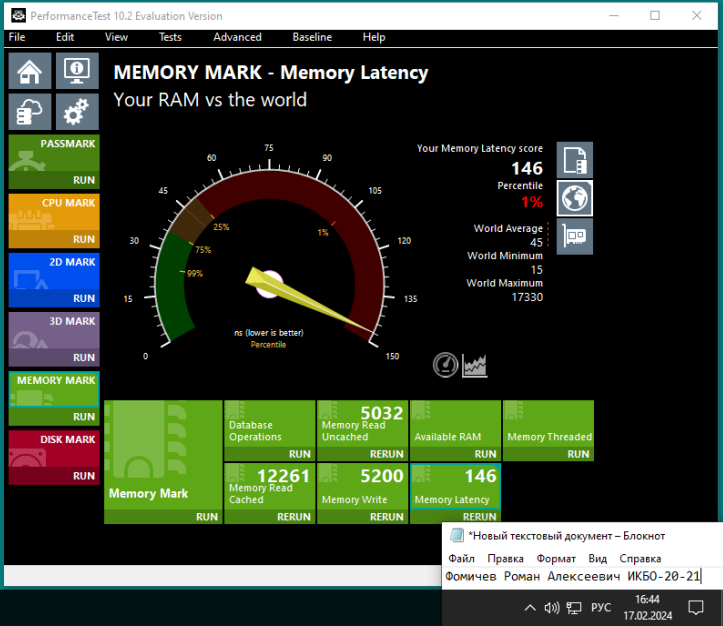 PerformanceTest 10.2 Evaluation Version
File Edit View Tests Advanced Baseline Help
MEMORY MARK - Memory Latency
Your RAM vs the world
PASSMARK
RUN
CPU MARK
RUN
2D MARK
RUN
3D MARK
RUN
MEMORY MARK
RUN
DISK MARK
RUN
0
15
30
45
60
75
90
105
120
135
150
99%
75%
25%
1%
ns (lower is better)
Percentile
Your Memory Latency score
146
Percentile
1%
World Average
45
World Minimum
15
World Maximum
17330
Memory Mark
RUN
Database
Operations
RUN
5032
Memory Read
Uncached
RERUN
Available RAM
RUN
Memory Threaded
RUN
12261
Memory Read
Cached
RERUN
5200
Memory Write
RERUN
146
Memory Latency
RERUN
*Новый текстовый документ – Блокнот
Файл Правка Формат Вид Справка
Фомичев Роман Алексеевич ИКБО-20-21
РУС
16:44
17.02.2024